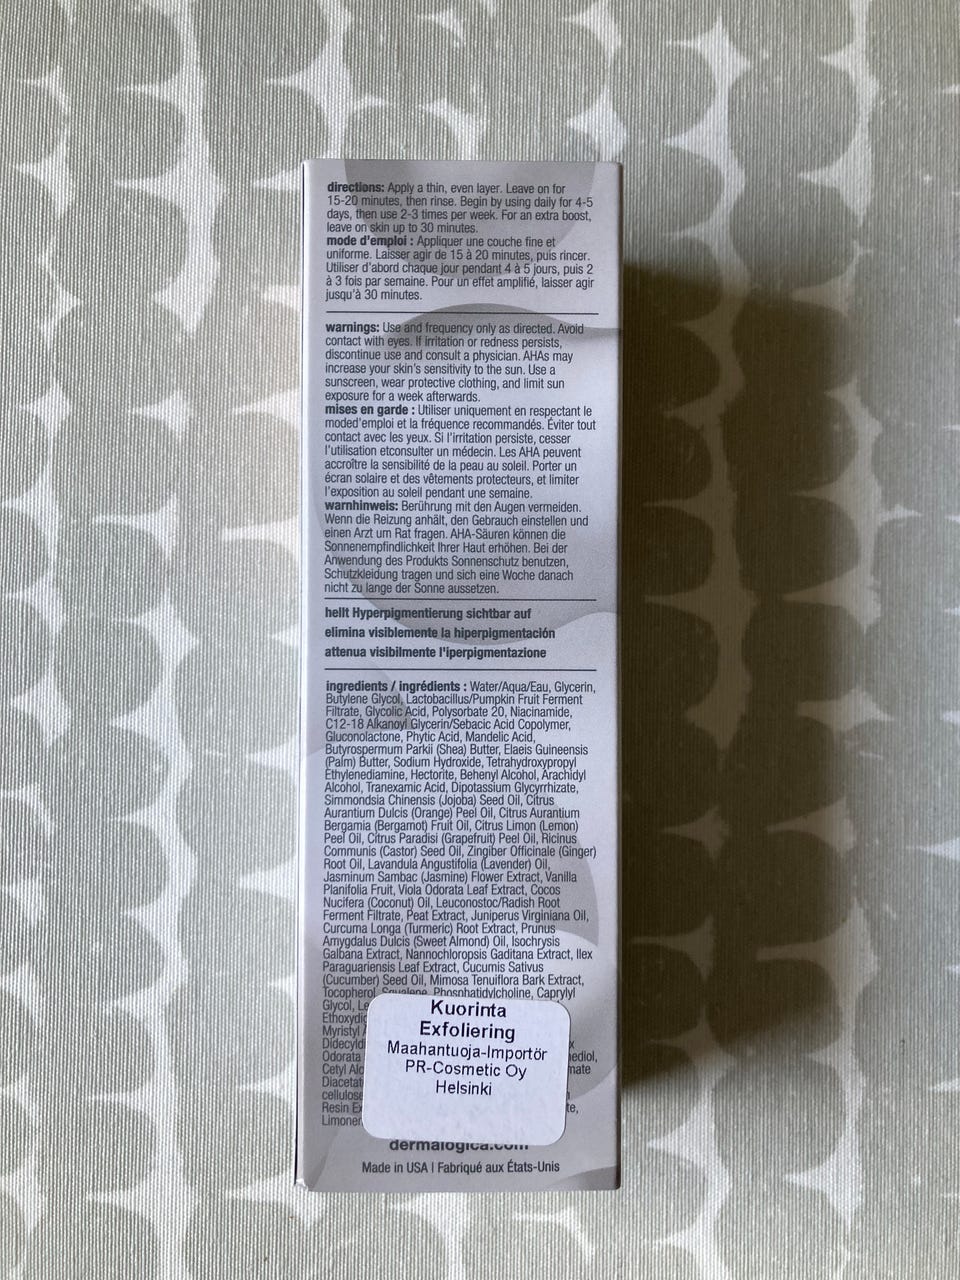 directions: Apply a thin, even layer. Leave on for
15-20 minutes, then rinse. Begin by using daily for 4-5
days, then use 2-3 times per week. For an extra boost,
leave on skin up to 30 minutes.
mode d'emploi : Appliquer une couche fine et
uniforme. Laisser agir de 15 à 20 minutes, puis rincer.
Utiliser d'abord chaque jour pendant 4 à 5 jours, puis 2
à 3 fois par semaine. Pour un effet amplifié, laisser agir
jusqu'à 30 minutes.
warnings: Use and frequency only as directed. Avoid
contact with eyes. If irritation or redness persists,
discontinue use and consult a physician. AHAs may
increase your skin's sensitivity to the sun. Use a
sunscreen, wear protective clothing, and limit sun
exposure for a week afterwards.
mises en garde : Utiliser uniquement en respectant le
moded'emploi et la fréquence recommandés. Éviter tout
contact avec les yeux. Si l'irritation persiste, cesser
l'utilisation etconsulter un médecin. Les AHA peuvent
accroître la sensibilité de la peau au soleil. Porter un
écran solaire et des vêtements protecteurs, et limiter
l'exposition au soleil pendant une semaine.
warnhinweis: Berührung mit den Augen vermeiden.
Wenn die Reizung anhält, den Gebrauch einstellen und
einen Arzt um Rat fragen. AHA-Säuren können die
Sonnenempfindlichkeit Ihrer Haut erhöhen. Bei der
Anwendung des Produkts Sonnenschutz benutzen,
Schutzkleidung tragen und sich eine Woche danach
nicht zu lange der Sonne aussetzen.
hellt Hyperpigmentierung sichtbar auf
elimina visiblemente la hiperpigmentación
attenua visibilmente l'iperpigmentazione
ingredients / ingrédients : Water/Aqua/Eau, Glycerin,
Butylene Glycol, Lactobacillus/Pumpkin Fruit Ferment
Filtrate, Glycolic Acid, Polysorbate 20, Niacinamide,
C12-18 Alkanoyl Glycerin/Sebacic Acid Copolymer,
Gluconolactone, Phytic Acid, Mandelic Acid,
Butyrospermum Parkii (Shea) Butter, Elaeis Guineensis
(Palm) Butter, Sodium Hydroxide, Tetrahydroxypropyl
Ethylenediamine, Hectorite, Behenyl Alcohol, Arachidyl
Alcohol, Tranexamic Acid, Dipotassium Glycyrrhizate,
Simmondsia Chinensis (Jojoba) Seed Oil, Citrus
Aurantium Dulcis (Orange) Peel Oil, Citrus Aurantium
Bergamia (Bergamot) Fruit Oil, Citrus Limon (Lemon)
Peel Oil, Citrus Paradisi (Grapefruit) Peel Oil, Ricinus
Communis (Castor) Seed Oil, Zingiber Officinale (Ginger)
Root Oil, Lavandula Angustifolia (Lavender) Oil,
Jasminum Sambac (Jasmine) Flower Extract, Vanilla
Planifolia Fruit, Viola Odorata Leaf Extract, Cocos
Nucifera (Coconut) Oil, Leuconostoc/Radish Root
Ferment Filtrate, Peat Extract, Juniperus Virginiana Oil,
Curcuma Longa (Turmeric) Root Extract, Prunus
Amygdalus Dulcis (Sweet Almond) Oil, Isochrysis
Galbana Extract, Nannochloropsis Gaditana Extract, Ilex
Paraguariensis Leaf Extract, Cucumis Sativus
(Cucumber) Seed Oil, Mimosa Tenuiflora Bark Extract,
Tocopherol, Squalene, Phosphatidylcholine, Caprylyl
Glycol, Le
Ethoxydig
Myristyl
Didecyldi
Odorata
Cetyl Alc
Diacetat
cellulose
Resin Ex
Limonen
Kuorinta
Exfoliering
Maahantuoja-Importör
PR-Cosmetic Oy
Helsinki
dermalogica.com
Made in USA | Fabriqué aux États-Unis